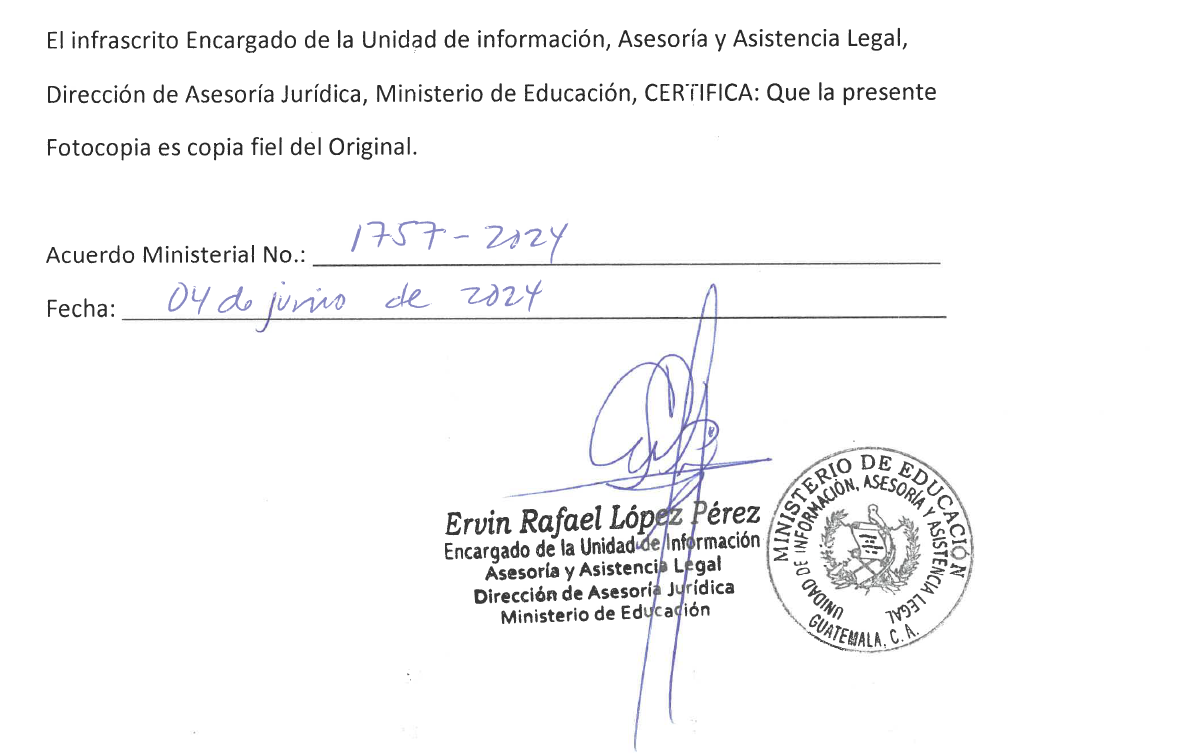 El infrascrito Encargado de la Unidad de información, Asesoría y Asistencia Legal,
Dirección de Asesoría Jurídica, Ministerio de Educación, CERTIFICA: Que la presente
Fotocopia es copia fiel del Original.
Acuerdo Ministerial No.: 1757-2024
Fecha: 04 de junio de 2024
Ervin Rafael López Pérez
Encargado de la Unidad de Información
Asesoría y Asistencia Legal
Dirección de Asesoría Jurídica
Ministerio de Educación
MINISTERIO DE EDUCACIÓN
UNIDAD DE INFORMACIÓN, ASESORÍA Y ASISTENCIA LEGAL
GUATEMALA, C. A.